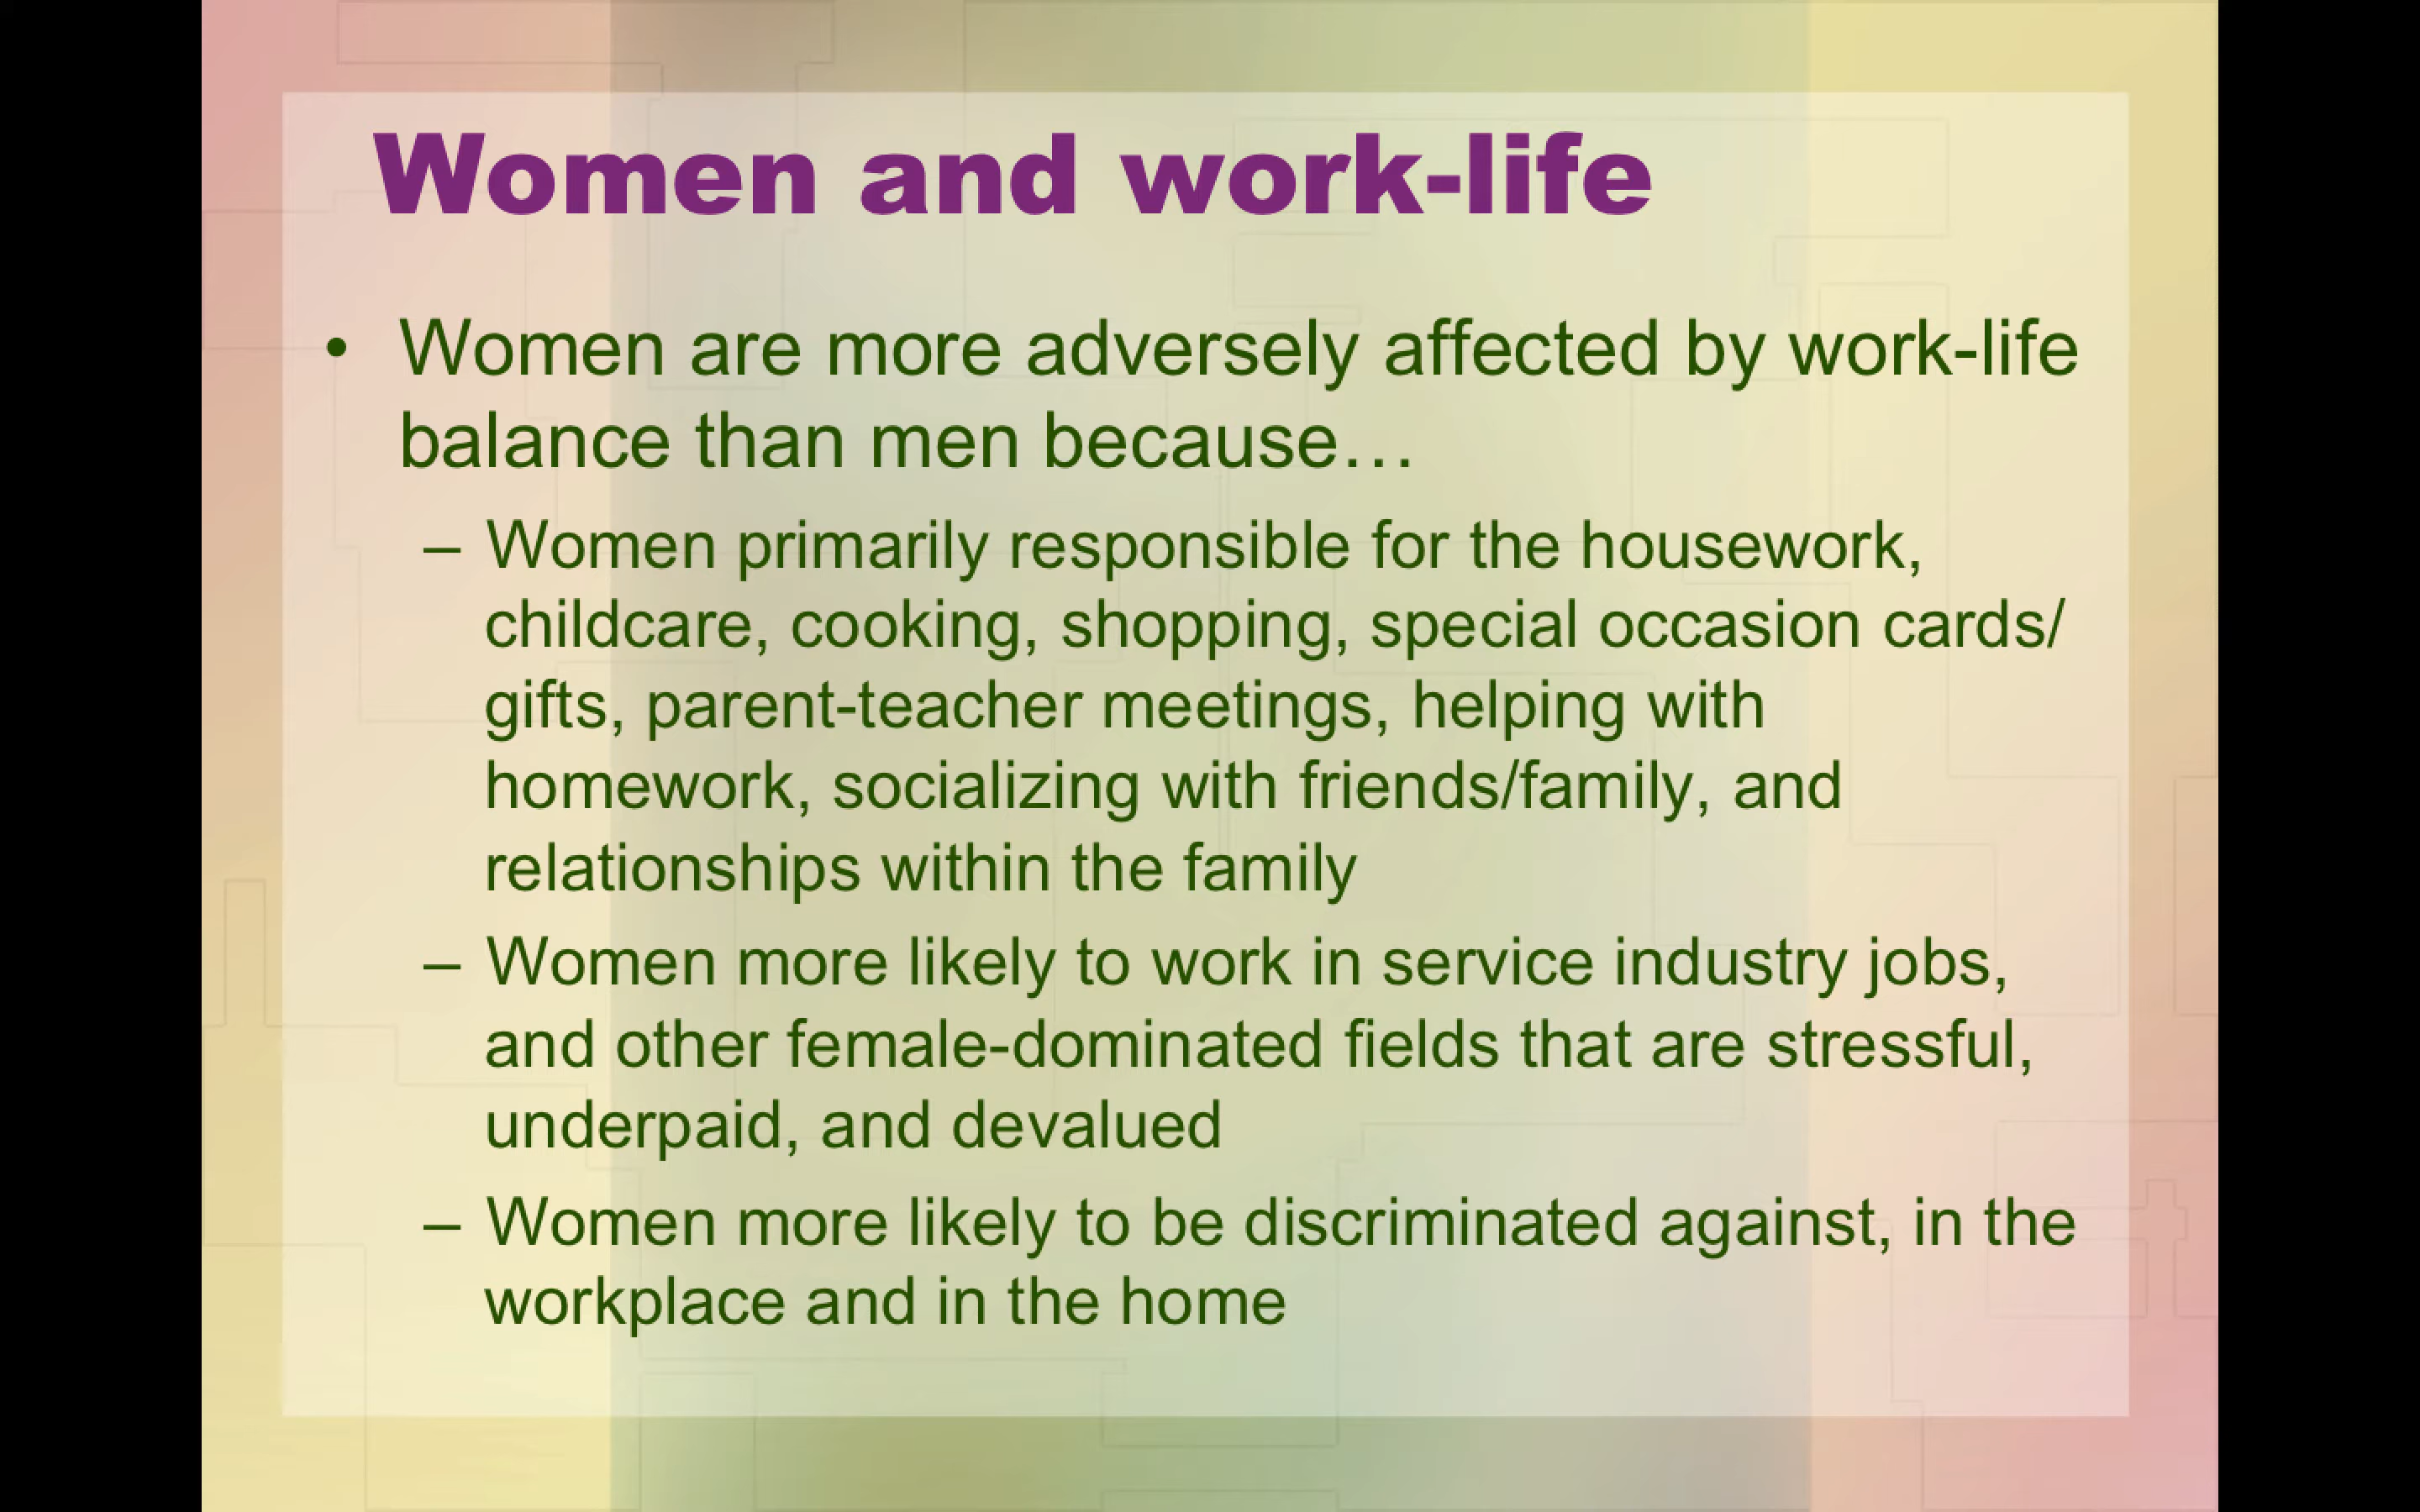 Women and work-life
• Women are more adversely affected by work-life
balance than men because…
– Women primarily responsible for the housework,
childcare, cooking, shopping, special occasion cards/
gifts, parent-teacher meetings, helping with
homework, socializing with friends/family, and
relationships within the family
– Women more likely to work in service industry jobs,
and other female-dominated fields that are stressful,
underpaid, and devalued
– Women more likely to be discriminated against, in the
workplace and in the home